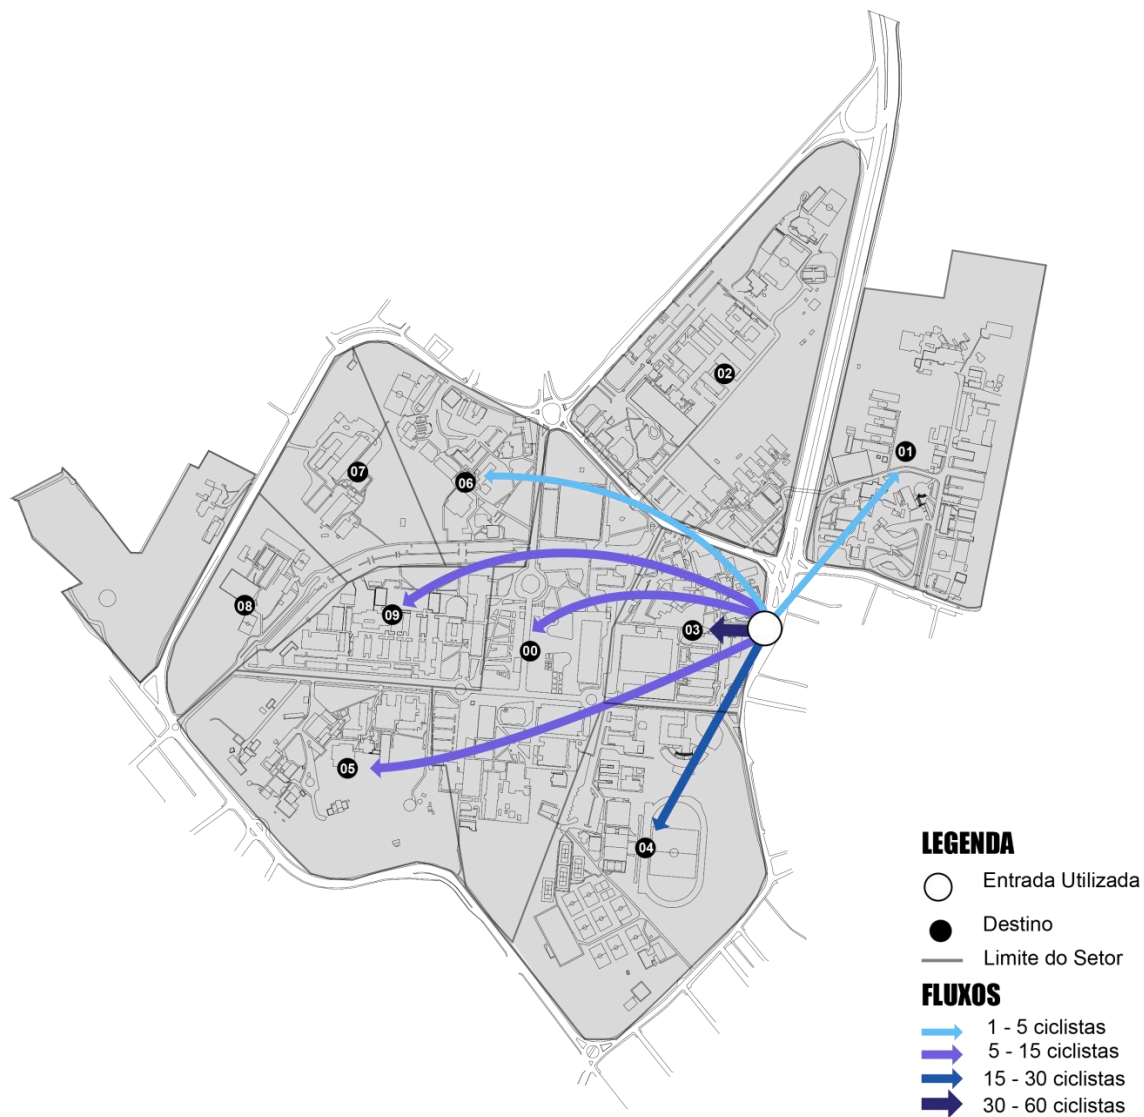 02
01
07
06
08
09
03
00
05
04
LEGENDA
Entrada Utilizada
Destino
Limite do Setor
FLUXOS
1 - 5 ciclistas
5 - 15 ciclistas
15 - 30 ciclistas
30 - 60 ciclistas